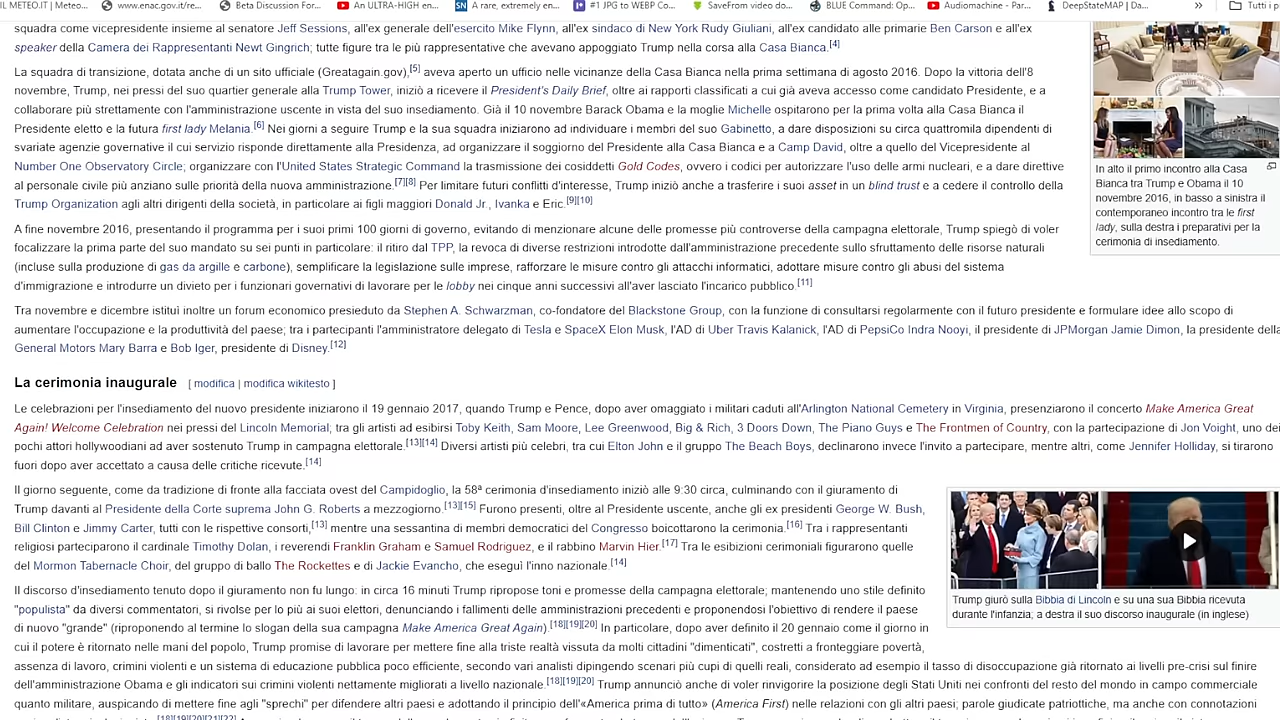 IL METEO.IT | Meteo... www.enac.gov.it/re... Beta Discussion For... An ULTRA-HIGH en... A rare, extremely en... #1 JPG to WEBP Co... SaveFrom video do... BLUE Command: Op... Audiomachine - Par... DeepStateMAP | Da... » Tutti i p
squadra come vicepresidente insieme al senatore Jeff Sessions, all'ex generale dell'esercito Mike Flynn, all'ex sindaco di New York Rudy Giuliani, all'ex candidato alle primarie Ben Carson e all'ex
speaker della Camera dei Rappresentanti Newt Gingrich; tutte figure tra le più rappresentative che avevano appoggiato Trump nella corsa alla Casa Bianca.[4]
La squadra di transizione, dotata anche di un sito ufficiale (Greatagain.gov),[5] aveva aperto un ufficio nelle vicinanze della Casa Bianca nella prima settimana di agosto 2016. Dopo la vittoria dell'8
novembre, Trump, nei pressi del suo quartier generale alla Trump Tower, iniziò a ricevere il President's Daily Brief, oltre ai rapporti classificati a cui già aveva accesso come candidato Presidente, e a
collaborare più strettamente con l'amministrazione uscente in vista del suo insediamento. Già il 10 novembre Barack Obama e la moglie Michelle ospitarono per la prima volta alla Casa Bianca il
Presidente eletto e la futura first lady Melania.[6] Nei giorni a seguire Trump e la sua squadra iniziarono ad individuare i membri del suo Gabinetto, a dare disposizioni su circa quattromila dipendenti di
svariate agenzie governative il cui servizio risponde direttamente alla Presidenza, ad organizzare il soggiorno del Presidente alla Casa Bianca e a Camp David, oltre a quello del Vicepresidente al
Number One Observatory Circle; organizzare con l'United States Strategic Command la trasmissione dei cosiddetti Gold Codes, ovvero i codici per autorizzare l'uso delle armi nucleari, e a dare direttive
al personale civile più anziano sulle priorità della nuova amministrazione.[7][8] Per limitare futuri conflitti d'interesse, Trump iniziò anche a trasferire i suoi asset in un blind trust e a cedere il controllo della
Trump Organization agli altri dirigenti della società, in particolare ai figli maggiori Donald Jr., Ivanka e Eric.[9][10]
In alto il primo incontro alla Casa
Bianca tra Trump e Obama il 10
novembre 2016, in basso a sinistra il
contemporaneo incontro tra le first
lady, sulla destra i preparativi per la
cerimonia di insediamento.
A fine novembre 2016, presentando il programma per i suoi primi 100 giorni di governo, evitando di menzionare alcune delle promesse più controverse della campagna elettorale, Trump spiegò di voler
focalizzare la prima parte del suo mandato su sei punti in particolare: il ritiro dal TPP, la revoca di diverse restrizioni introdotte dall'amministrazione precedente sullo sfruttamento delle risorse naturali
(incluse sulla produzione di gas da argille e carbone), semplificare la legislazione sulle imprese, rafforzare le misure contro gli attacchi informatici, adottare misure contro gli abusi del sistema
d'immigrazione e introdurre un divieto per i funzionari governativi di lavorare per le lobby nei cinque anni successivi all'aver lasciato l'incarico pubblico.[11]
Tra novembre e dicembre istituì inoltre un forum economico presieduto da Stephen A. Schwarzman, co-fondatore del Blackstone Group, con la funzione di consultarsi regolarmente con il futuro presidente e formulare idee allo scopo di
aumentare l'occupazione e la produttività del paese; tra i partecipanti l'amministratore delegato di Tesla e SpaceX Elon Musk, l'AD di Uber Travis Kalanick, l'AD di PepsiCo Indra Nooyi, il presidente di JPMorgan Jamie Dimon, la presidente della
General Motors Mary Barra e Bob Iger, presidente di Disney.[12]
La cerimonia inaugurale [ modifica | modifica wikitesto ]
Le celebrazioni per l'insediamento del nuovo presidente iniziarono il 19 gennaio 2017, quando Trump e Pence, dopo aver omaggiato i militari caduti all'Arlington National Cemetery in Virginia, presenziarono il concerto Make America Great
Again! Welcome Celebration nei pressi del Lincoln Memorial; tra gli artisti ad esibirsi Toby Keith, Sam Moore, Lee Greenwood, Big & Rich, 3 Doors Down, The Piano Guys e The Frontmen of Country, con la partecipazione di Jon Voight, uno dei
pochi attori hollywoodiani ad aver sostenuto Trump in campagna elettorale.[13][14] Diversi artisti più celebri, tra cui Elton John e il gruppo The Beach Boys, declinarono invece l'invito a partecipare, mentre altri, come Jennifer Holliday, si tirarono
fuori dopo aver accettato a causa delle critiche ricevute.[14]
Il giorno seguente, come da tradizione di fronte alla facciata ovest del Campidoglio, la 58ª cerimonia d'insediamento iniziò alle 9:30 circa, culminando con il giuramento di
Trump davanti al Presidente della Corte suprema John G. Roberts a mezzogiorno.[13][15] Furono presenti, oltre al Presidente uscente, anche gli ex presidenti George W. Bush,
Bill Clinton e Jimmy Carter, tutti con le rispettive consorti,[13] mentre una sessantina di membri democratici del Congresso boicottarono la cerimonia.[16] Tra i rappresentanti
religiosi parteciparono il cardinale Timothy Dolan, i reverendi Franklin Graham e Samuel Rodriguez, e il rabbino Marvin Hier.[17] Tra le esibizioni cerimoniali figurarono quelle
del Mormon Tabernacle Choir, del gruppo di ballo The Rockettes e di Jackie Evancho, che eseguì l'inno nazionale.[14]
Trump giurò sulla Bibbia di Lincoln e su una sua Bibbia ricevuta
durante l'infanzia; a destra il suo discorso inaugurale (in inglese)
Il discorso d'insediamento tenuto dopo il giuramento non fu lungo: in circa 16 minuti Trump ripropose toni e promesse della campagna elettorale; mantenendo uno stile definito
"populista" da diversi commentatori, si rivolse per lo più ai suoi elettori, denunciando i fallimenti delle amministrazioni precedenti e proponendosi l'obiettivo di rendere il paese
di nuovo "grande" (riproponendo al termine lo slogan della sua campagna Make America Great Again).[18][19][20] In particolare, dopo aver definito il 20 gennaio come il giorno in
cui il potere è ritornato nelle mani del popolo, Trump promise di lavorare per mettere fine alla triste realtà vissuta da molti cittadini "dimenticati", costretti a fronteggiare povertà,
assenza di lavoro, crimini violenti e un sistema di educazione pubblica poco efficiente, secondo vari analisti dipingendo scenari più cupi di quelli reali, considerato ad esempio il tasso di disoccupazione già ritornato ai livelli pre-crisi sul finire
dell'amministrazione Obama e gli indicatori sui crimini violenti nettamente migliorati a livello nazionale.[18][19][20] Trump annunciò anche di voler rinvigorire la posizione degli Stati Uniti nei confronti del resto del mondo in campo commerciale
quanto militare, auspicando di mettere fine agli "sprechi" per difendere altri paesi e adottando il principio dell'«America prima di tutto» (America First) nelle relazioni con gli altri paesi; parole giudicate patriottiche, ma anche con connotazioni
[18][19][20][21][22]